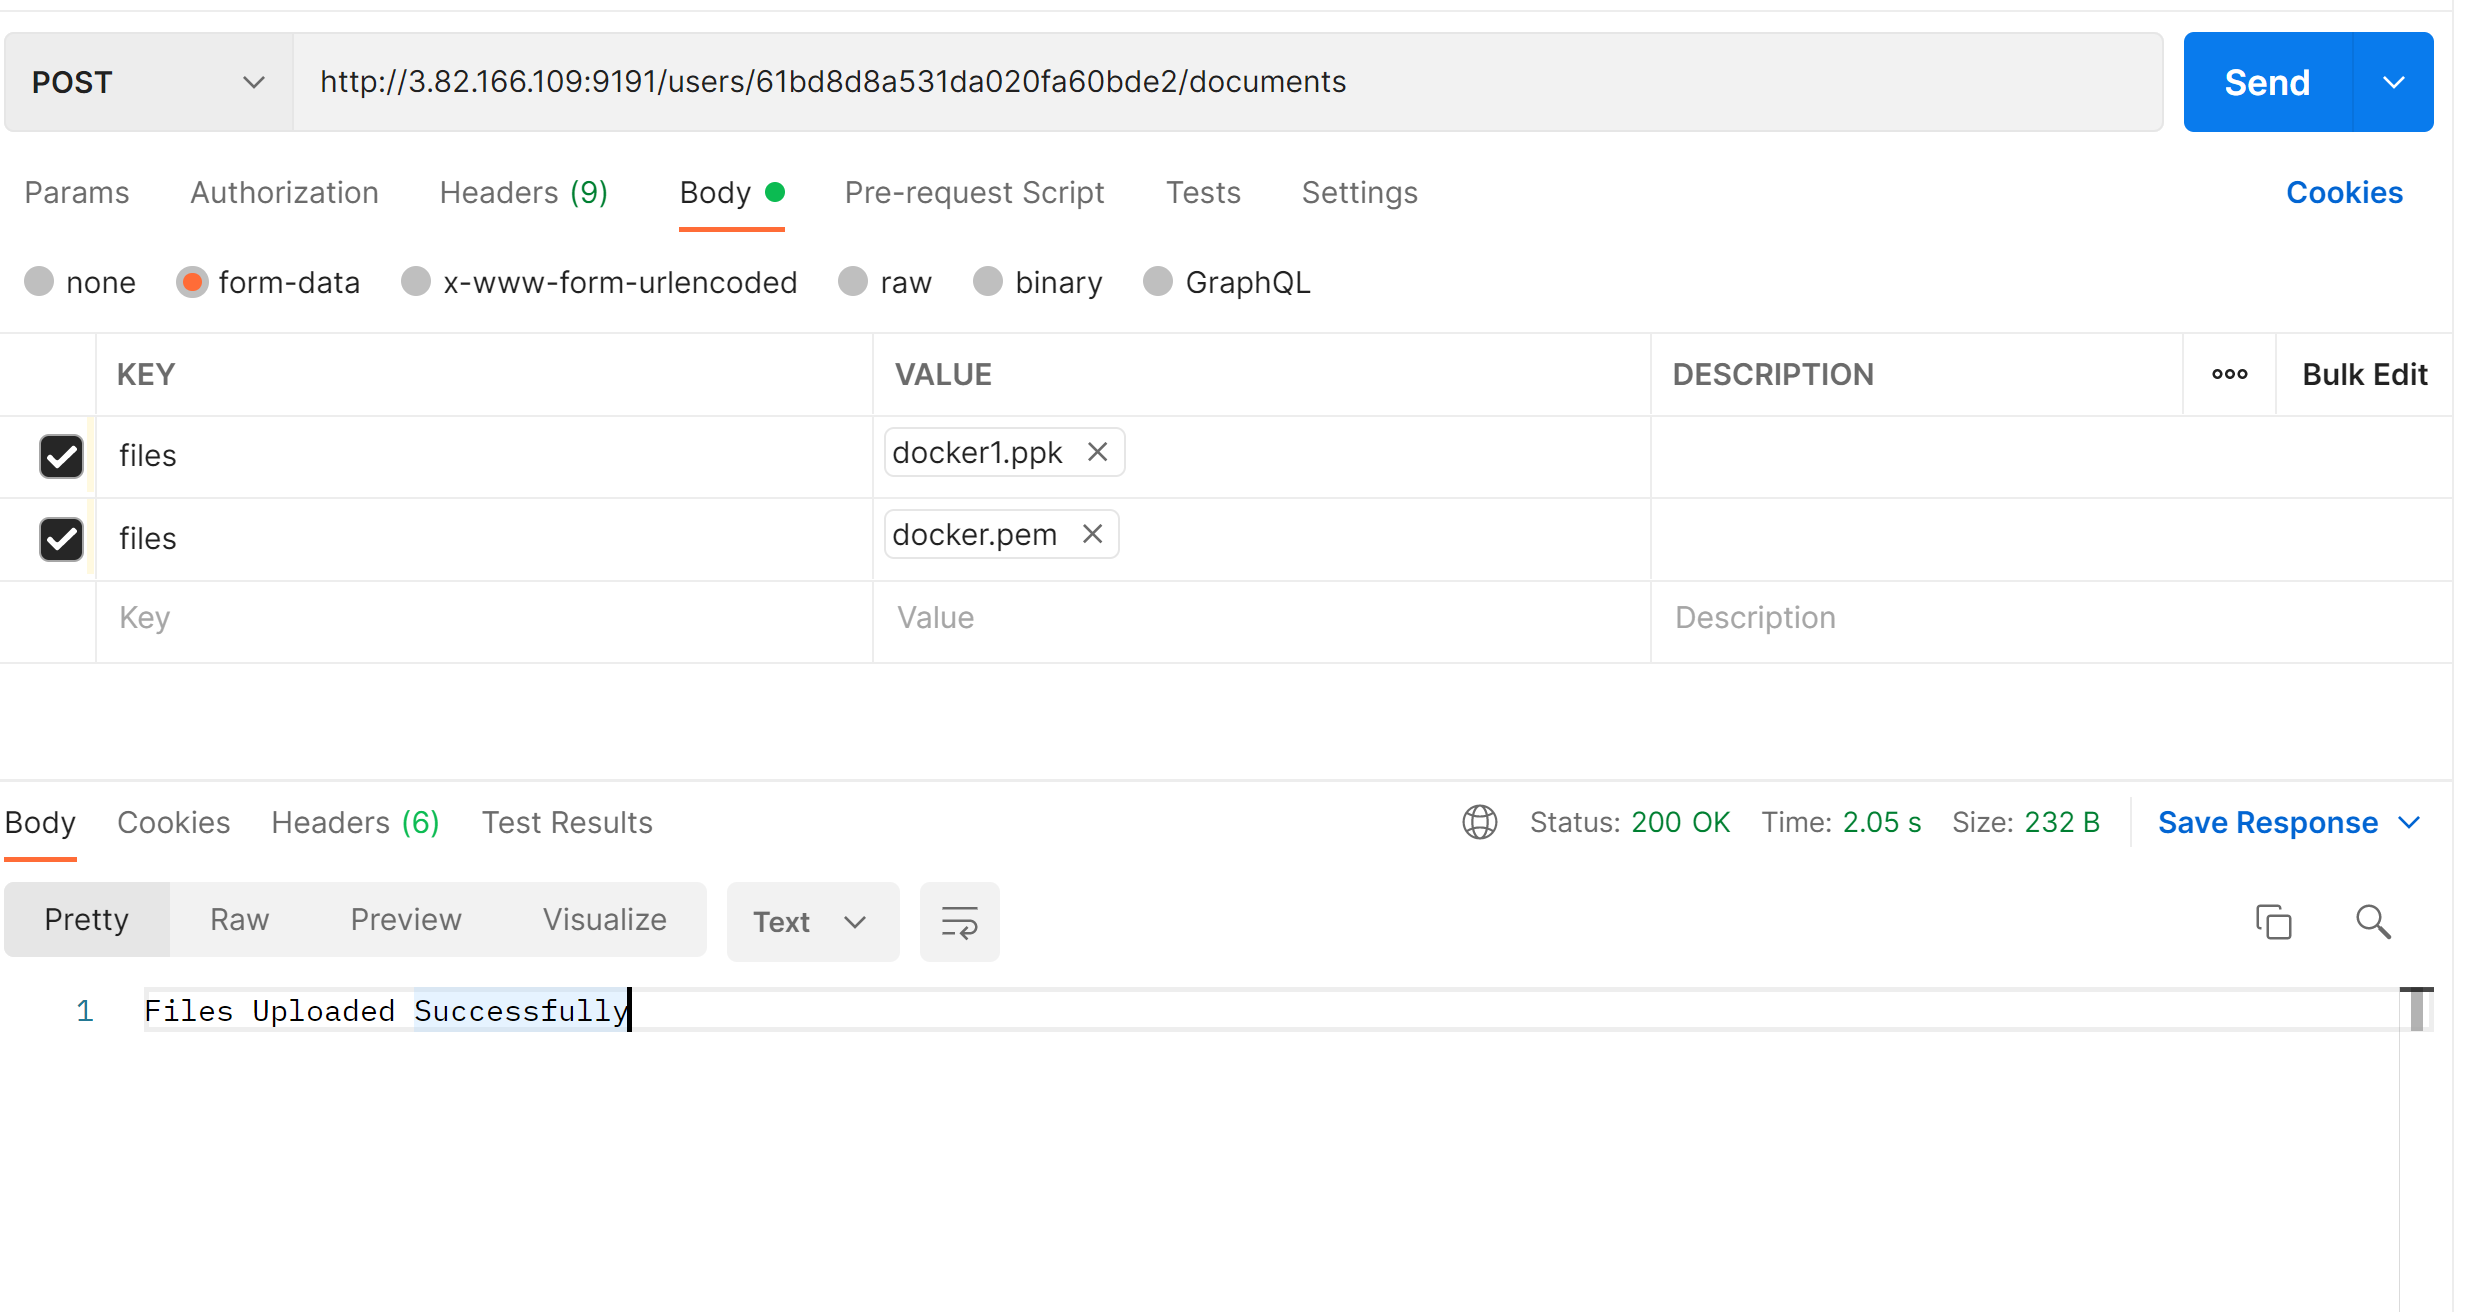 POST http://3.82.166.109:9191/users/61bd8d8a531da020fa60bde2/documents Send
Params Authorization Headers (9) Body Pre-request Script Tests Settings Cookies
none form-data x-www-form-urlencoded raw binary GraphQL
KEY VALUE DESCRIPTION ooo Bulk Edit
files docker1.ppk
files docker.pem
Key Value Description
Body Cookies Headers (6) Test Results Status: 200 OK Time: 2.05 s Size: 232 B Save Response
Pretty Raw Preview Visualize Text
1 Files Uploaded Successfully